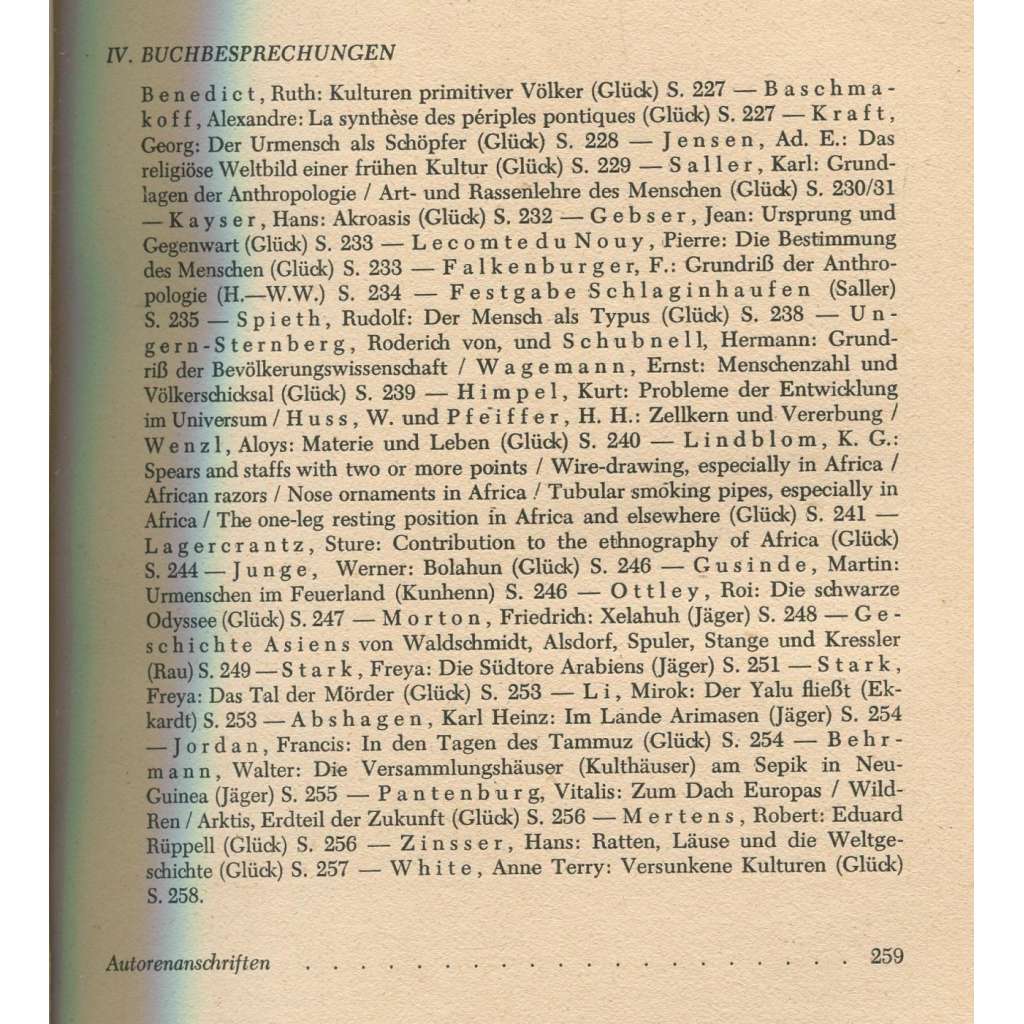 IV. BUCHBESPRECHUNGEN
Benedict, Ruth: Kulturen primitiver Völker (Glück) S. 227 — Baschma-
koff, Alexandre: La synthèse des périples pontiques (Glück) S. 227 — Kraft,
Georg: Der Urmensch als Schöpfer (Glück) S. 228 — Jensen, Ad. E.: Das
religiöse Weltbild einer frühen Kultur (Glück) S. 229 — Saller, Karl: Grund-
lagen der Anthropologie / Art- und Rassenlehre des Menschen (Glück) S. 230/31
— Kayser, Hans: Akroasis (Glück) S. 232 — Gebser, Jean: Ursprung und
Gegenwart (Glück) S. 233 — Lecomte du Nouy, Pierre: Die Bestimmung
des Menschen (Glück) S. 233 — Falkenburger, F.: Grundriß der Anthro-
pologie (H.—W.W.) S. 234 — Festgabe Schlaginhaufen (Saller)
S. 235 — Spieth, Rudolf: Der Mensch als Typus (Glück) S. 238 — Un-
gern-Sternberg, Roderich von, und Schubnell, Hermann: Grund-
riß der Bevölkerungswissenschaft / Wagemann, Ernst: Menschenzahl und
Völkerschicksal (Glück) S. 239 — Himpel, Kurt: Probleme der Entwicklung
im Universum / Huss, W. und Pfeiffer, H. H.: Zellkern und Vererbung /
Wenzl, Aloys: Materie und Leben (Glück) S. 240 — Lindblom, K. G.:
Spears and staffs with two or more points / Wire-drawing, especially in Africa /
African razors / Nose ornaments in Africa / Tubular smoking pipes, especially in
Africa / The one-leg resting position in Africa and elsewhere (Glück) S. 241 —
Lagercrantz, Sture: Contribution to the ethnography of Africa (Glück)
S. 244 — Junge, Werner: Bolahun (Glück) S. 246 — Gusinde, Martin:
Urmenschen im Feuerland (Kunhenn) S. 246 — Ottley, Roi: Die schwarze
Odyssee (Glück) S. 247 — Morton, Friedrich: Xelahuh (Jäger) S. 248 — Ge-
schichte Asiens von Waldschmidt, Alsdorf, Spuler, Stange und Kressler
(Rau) S. 249 — Stark, Freya: Die Südtore Arabiens (Jäger) S. 251 — Stark,
Freya: Das Tal der Mörder (Glück) S. 253 — Li, Mirok: Der Yalu fließt (Ek-
kardt) S. 253 — Abshagen, Karl Heinz: Im Lande Arimasen (Jäger) S. 254
— Jordan, Francis: In den Tagen des Tammuz (Glück) S. 254 — Behr-
mann, Walter: Die Versammlungshäuser (Kulthäuser) am Sepik in Neu-
Guinea (Jäger) S. 255 — Pantenburg, Vitalis: Zum Dach Europas / Wild-
Ren / Arktis, Erdteil der Zukunft (Glück) S. 256 — Mertens, Robert: Eduard
Rüppell (Glück) S. 256 — Zinsser, Hans: Ratten, Läuse und die Weltge-
schichte (Glück) S. 257 — White, Anne Terry: Versunkene Kulturen (Glück)
S. 258.
Autorenanschriften . . . . . . . . . . . . . . . . . . . . 259